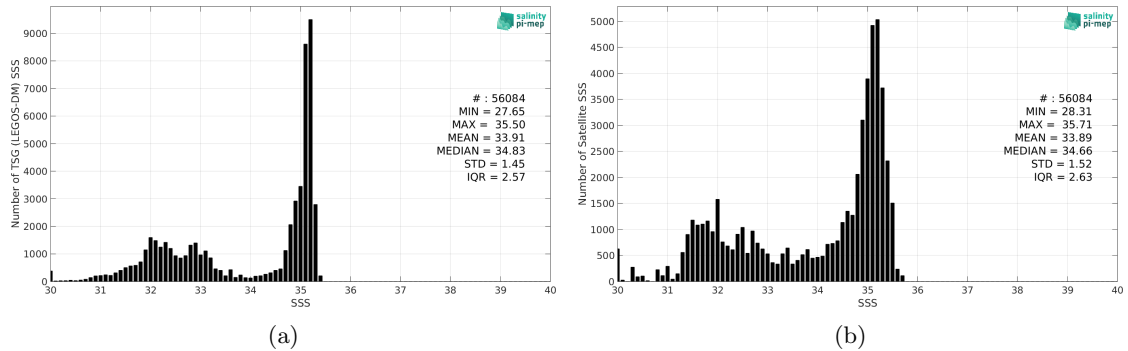 salinity
pi-mep
9000
8000
7000
6000
5000
4000
3000
2000
1000
0
Number of TSG (LEGOS-DM) SSS
# : 56084
MIN = 27.65
MAX = 35.50
MEAN = 33.91
MEDIAN = 34.83
STD = 1.45
IQR = 2.57
30 31 32 33 34 35 36 37 38 39 40
SSS
(a)
salinity
pi-mep
5000
4500
4000
3500
3000
2500
2000
1500
1000
500
0
Number of Satellite SSS
# : 56084
MIN = 28.31
MAX = 35.71
MEAN = 33.89
MEDIAN = 34.66
STD = 1.52
IQR = 2.63
30 31 32 33 34 35 36 37 38 39 40
SSS
(b)